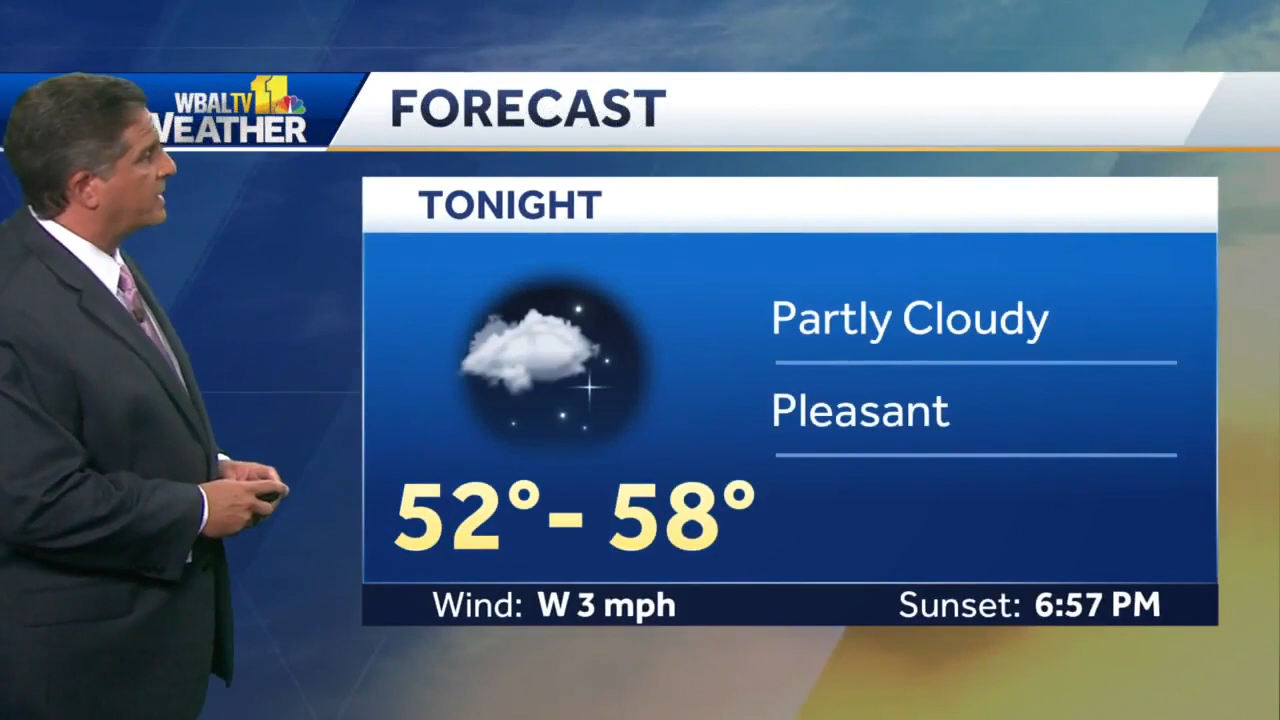 WBALTV 11
WEATHER
FORECAST
TONIGHT
Partly Cloudy
Pleasant
52°- 58°
Wind: W 3 mph
Sunset: 6:57 PM